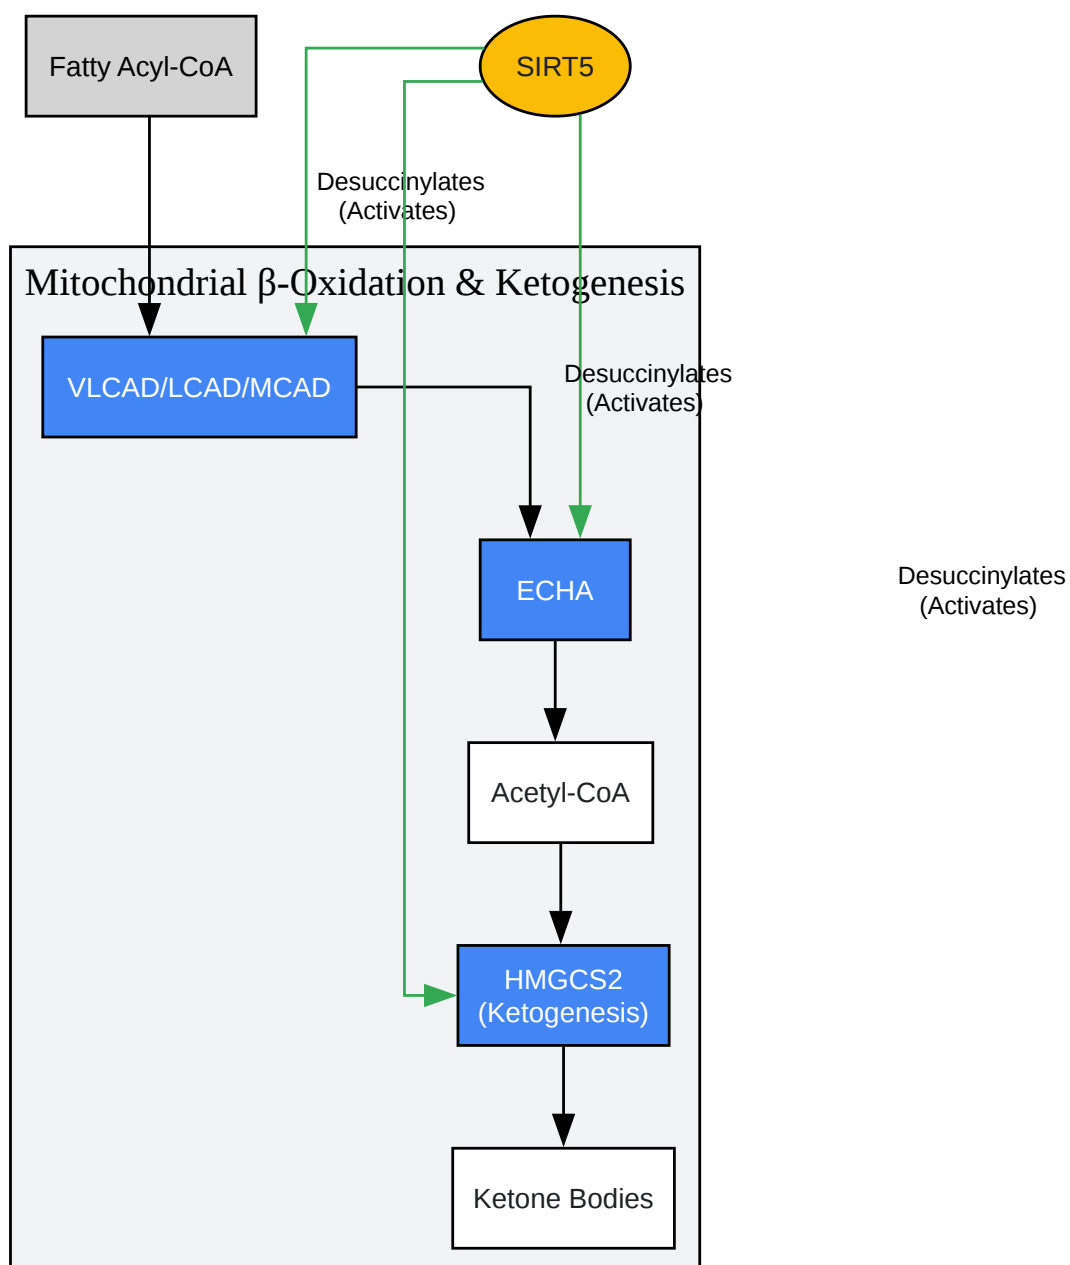 Fatty Acyl-CoA
SIRT5
Desuccinylates
(Activates)
Mitochondrial β-Oxidation & Ketogenesis
VLCAD/LCAD/MCAD
Desuccinylates
(Activates)
ECHA
Desuccinylates
(Activates)
Acetyl-CoA
HMGCS2
(Ketogenesis)
Ketone Bodies